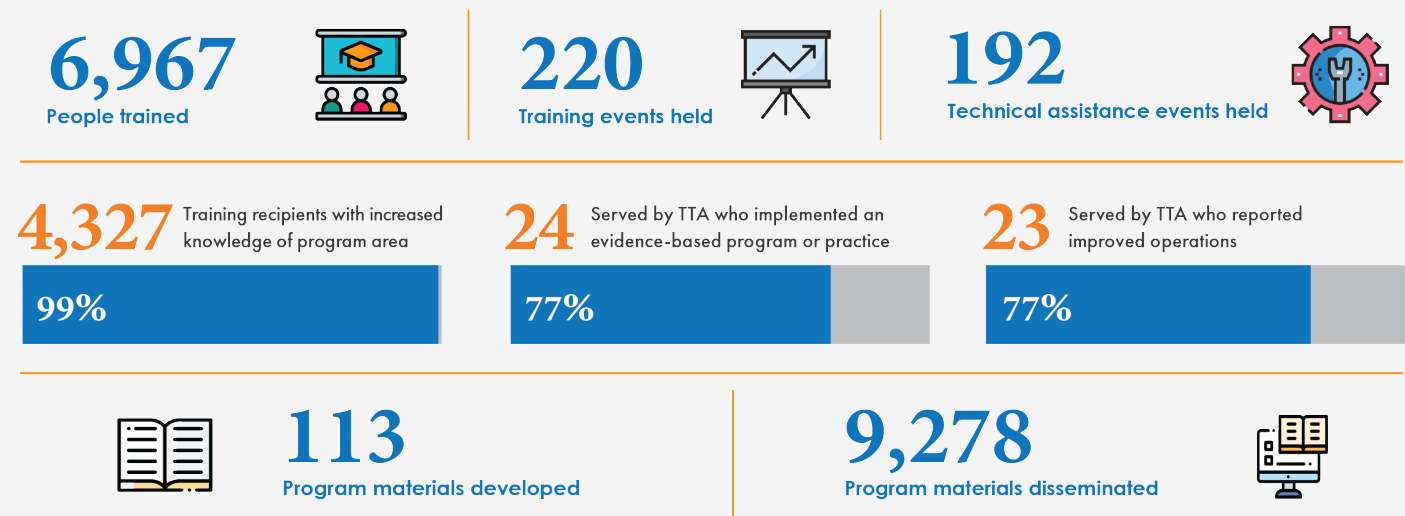 6,967
People trained
220
Training events held
192
Technical assistance events held
4,327
Training recipients with increased
knowledge of program area
99%
24
Served by TTA who implemented an
evidence-based program or practice
77%
23
Served by TTA who reported
improved operations
77%
113
Program materials developed
9,278
Program materials disseminated